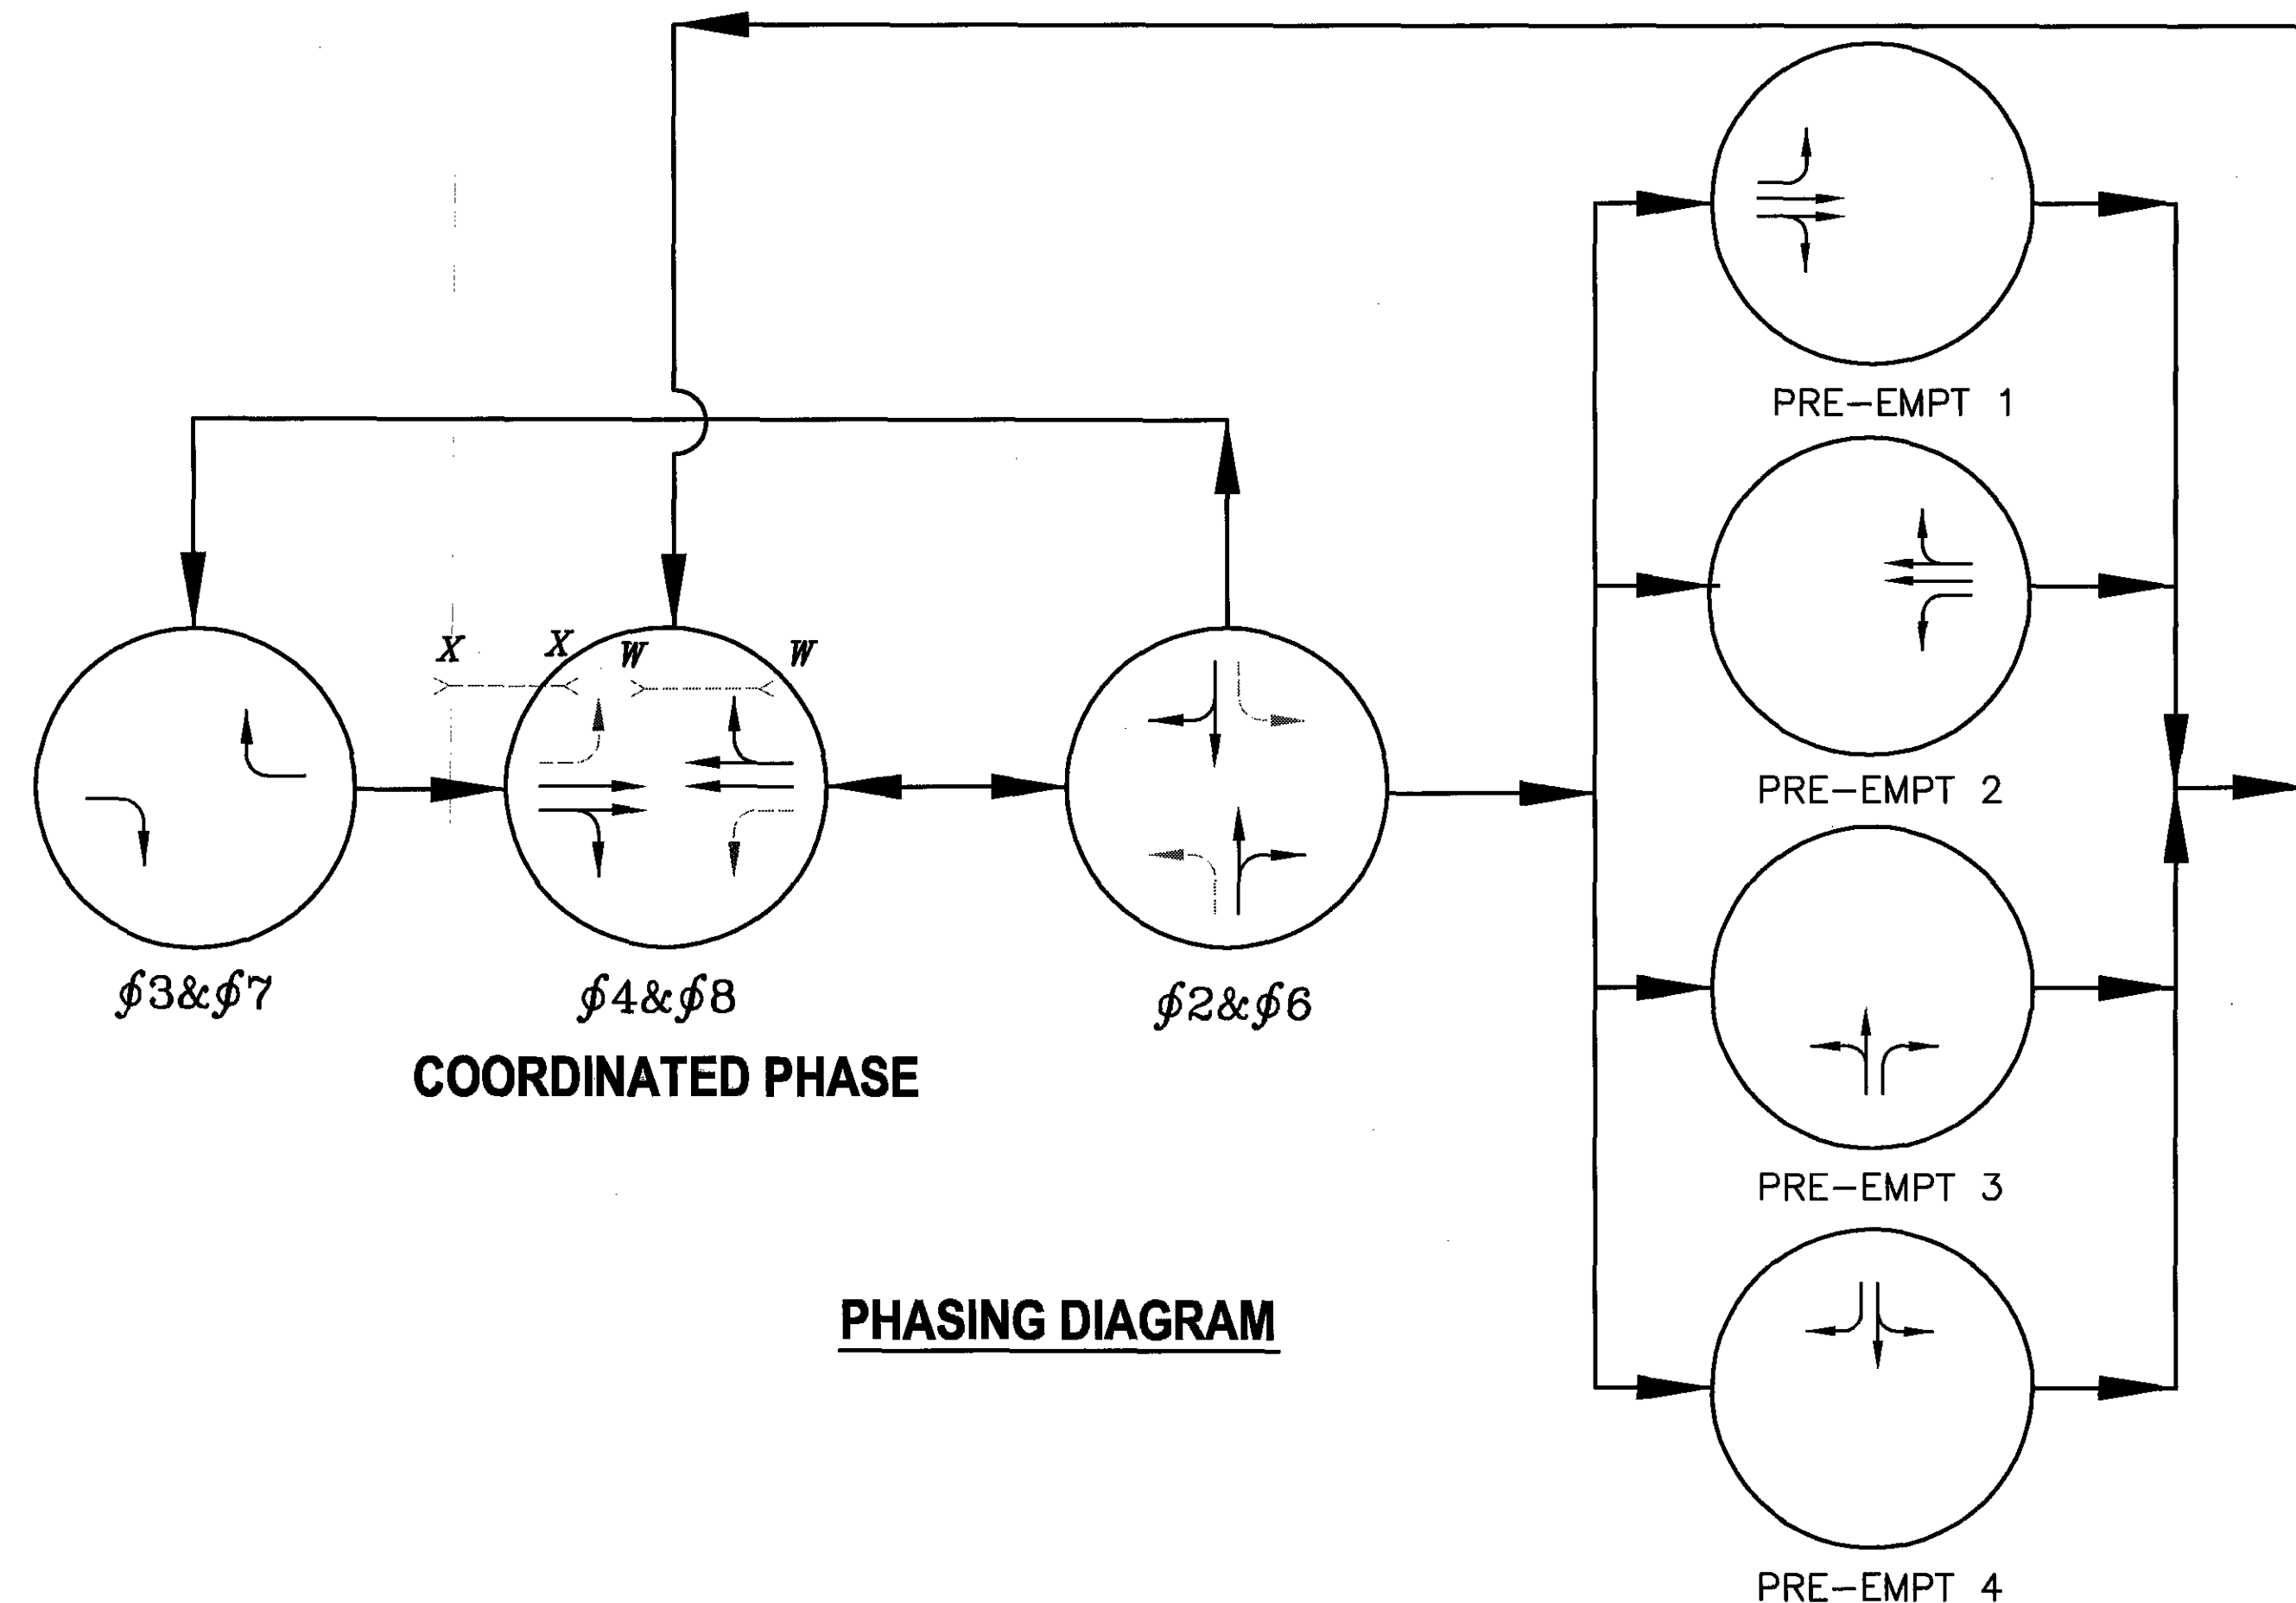 PRE-EMPT 1
X X W W
PRE-EMPT 2
∮3&∮7
∮4&∮8
∮2&∮6
COORDINATED PHASE
PRE-EMPT 3
PHASING DIAGRAM
PRE-EMPT 4